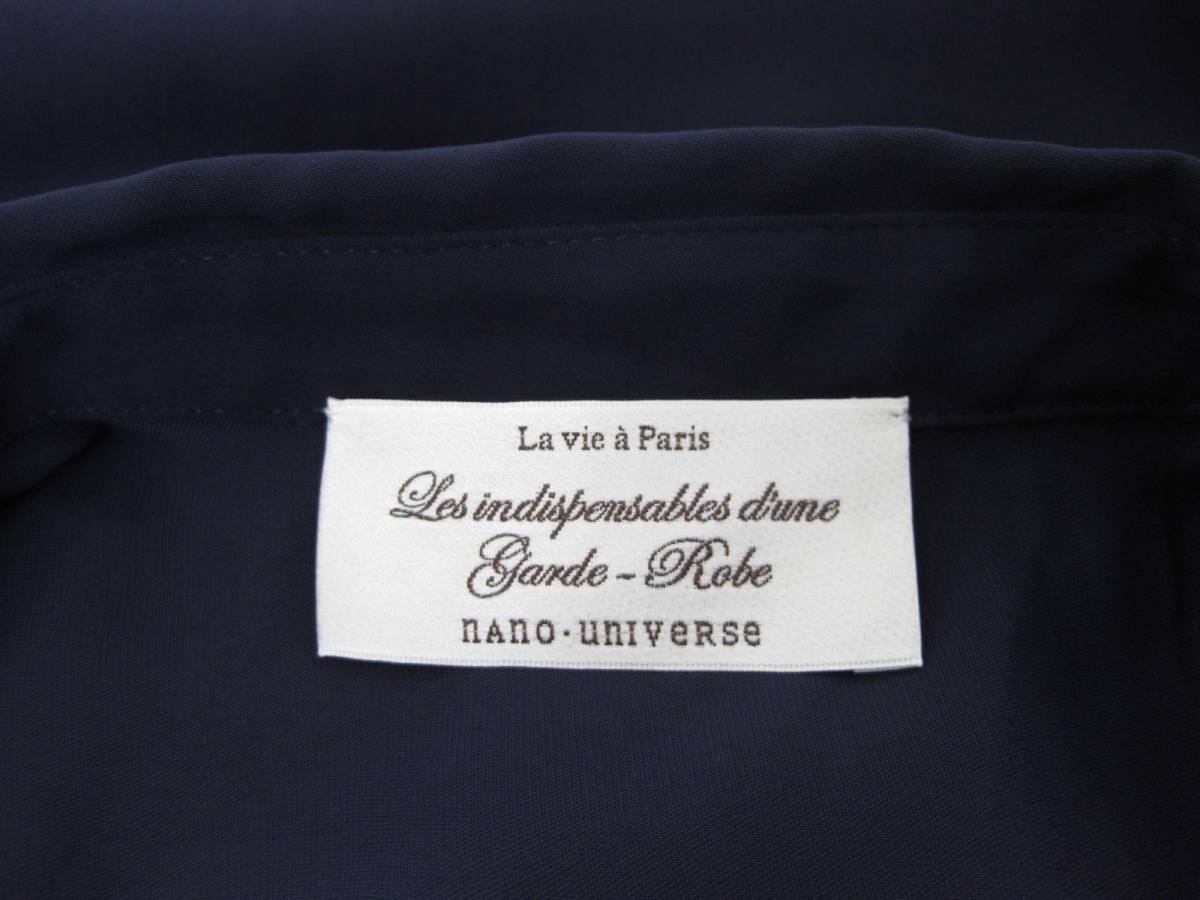 La vie à Paris
Les indispensables d'une
Garde - Robe
nano·universe